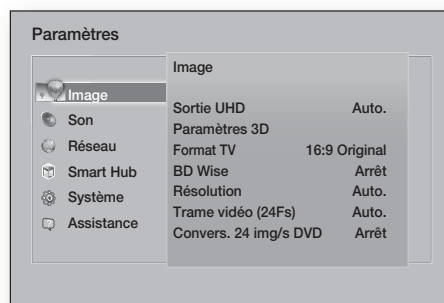 Paramètres
Image
Son
Réseau
Smart Hub
Système
Assistance
Image
Sortie UHD Auto.
Paramètres 3D
Format TV 16:9 Original
BD Wise Arrêt
Résolution Auto.
Trame vidéo (24Fs) Auto.
Convers. 24 img/s DVD Arrêt